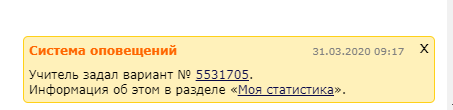 Система оповещений 31.03.2020 09:17 X
Учитель задал вариант № 5531705.
Информация об этом в разделе «Моя статистика».